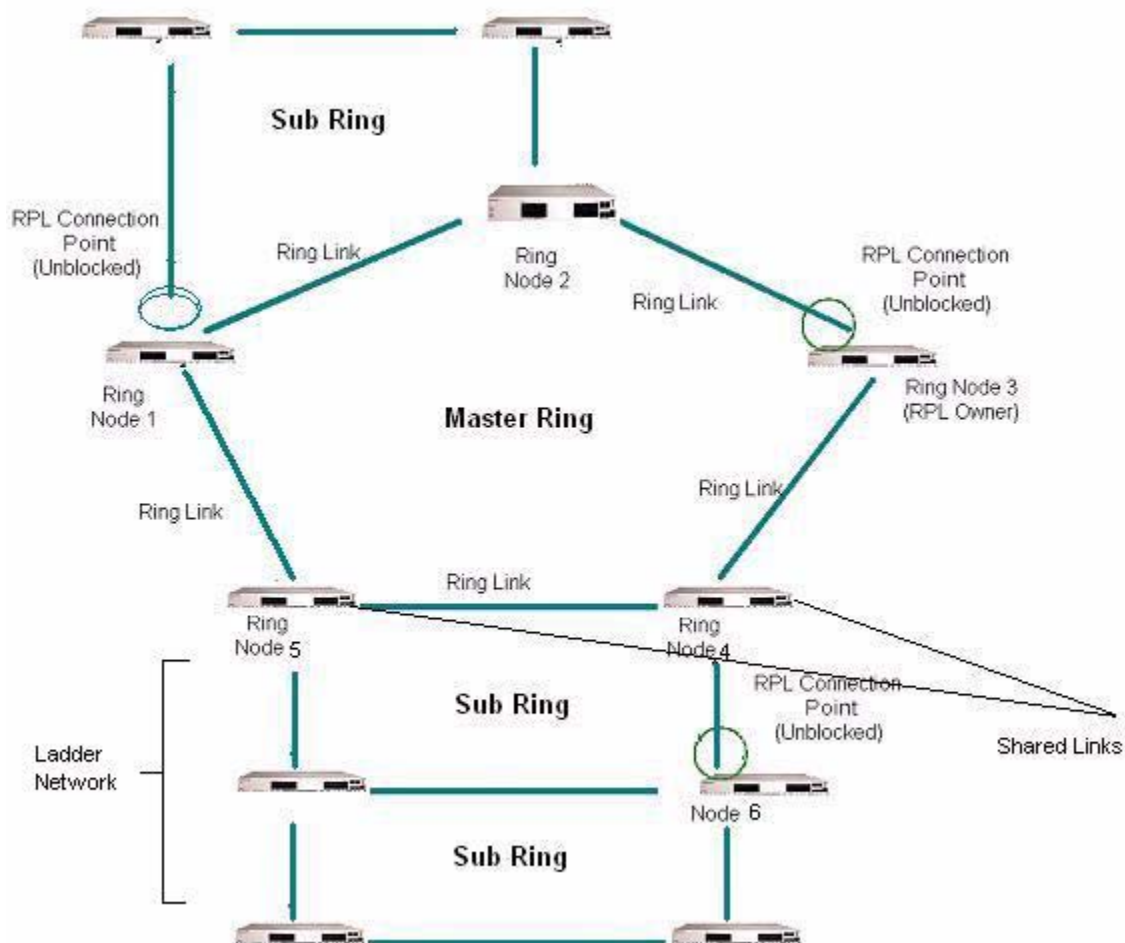 Sub Ring
RPL Connection
Point
(Unblocked)
Ring Link
Ring
Node 2
Ring Link
RPL Connection
Point
(Unblocked)
Ring
Node 1
Ring Node 3
(RPL Owner)
Master Ring
Ring Link
Ring Link
Ring Link
Ring
Node 5
Ring
Node 4
Sub Ring
RPL Connection
Point
(Unblocked)
Shared Links
Ladder
Network
Node 6
Sub Ring